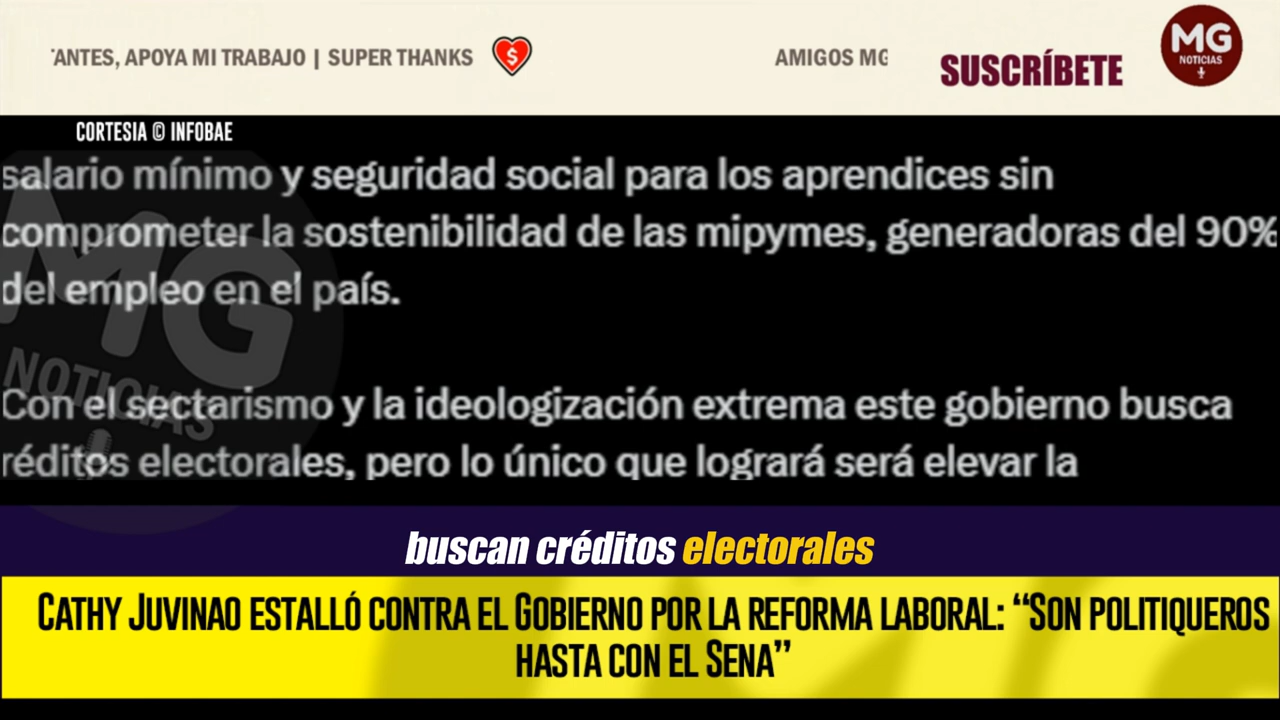 'ANTES, APOYA MI TRABAJO | SUPER THANKS
AMIGOS MG
SUSCRÍBETE
MG
NOTICIAS
CORTESIA © INFOBAE
salario mínimo y seguridad social para los aprendices sin
comprometer la sostenibilidad de las mipymes, generadoras del 90%
del empleo en el país.
Con el sectarismo y la ideologización extrema este gobierno busca
réditos electorales, pero lo único que logrará será elevar la
MG
NOTICIAS
buscan créditos electorales
CATHY JUVINAO ESTALLÓ CONTRA EL GOBIERNO POR LA REFORMA LABORAL: “SON POLITIQUEROS
HASTA CON EL SENA”